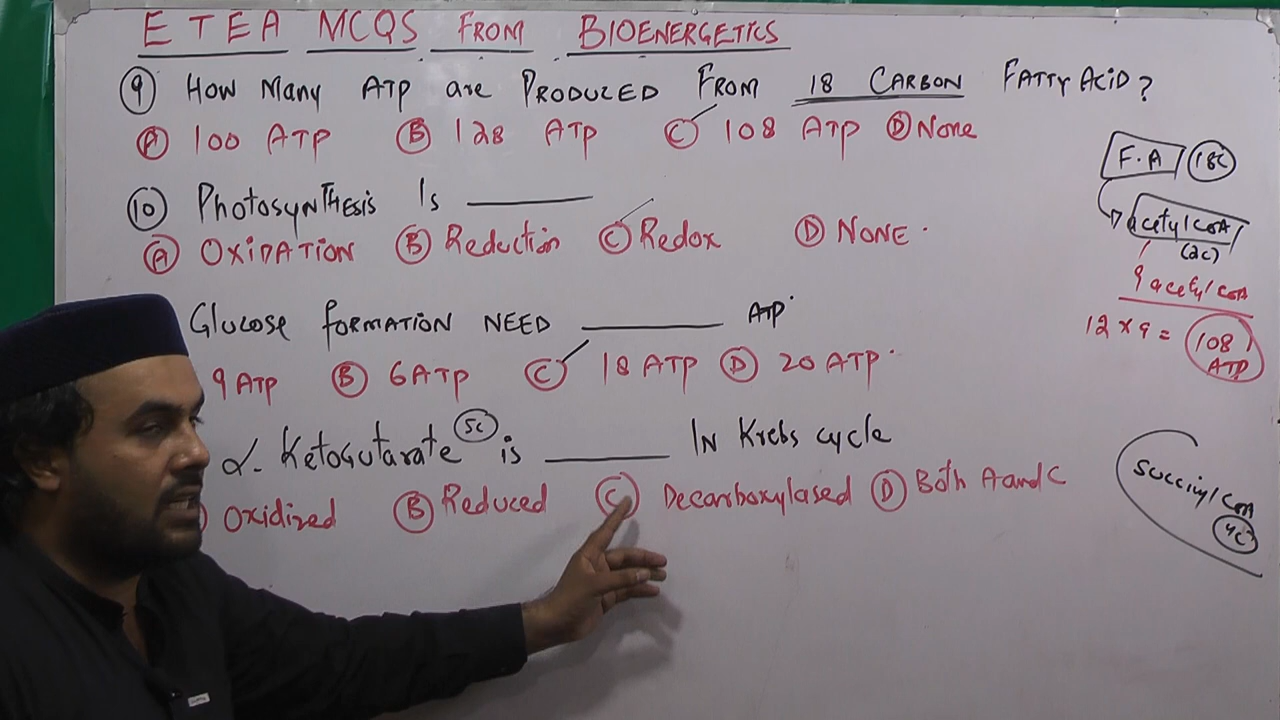 ETEA MCQS FROM BIOENERGETICS
9 HOW Many ATP are PRODUCED FROM 18 CARBON FATTY ACID?
A 100 ATP B 128 ATP C 108 ATP D None
10 PhotosynThesis Is ______
A OXIDATION B Reduction C Redox D NONE.
Glucose formation NEED ______ ATP
9 ATP B 6 ATP C 18 ATP D 20 ATP.
α-Ketogutarate 5C is ______ IN Krebs cycle
Oxidized B Reduced C Decarboxylased D Both A and C
F.A 18C
acetyl CoA
(2C)
9 acetyl CoA
12 × 9 = 108 ATP
Succinyl CoA
4C